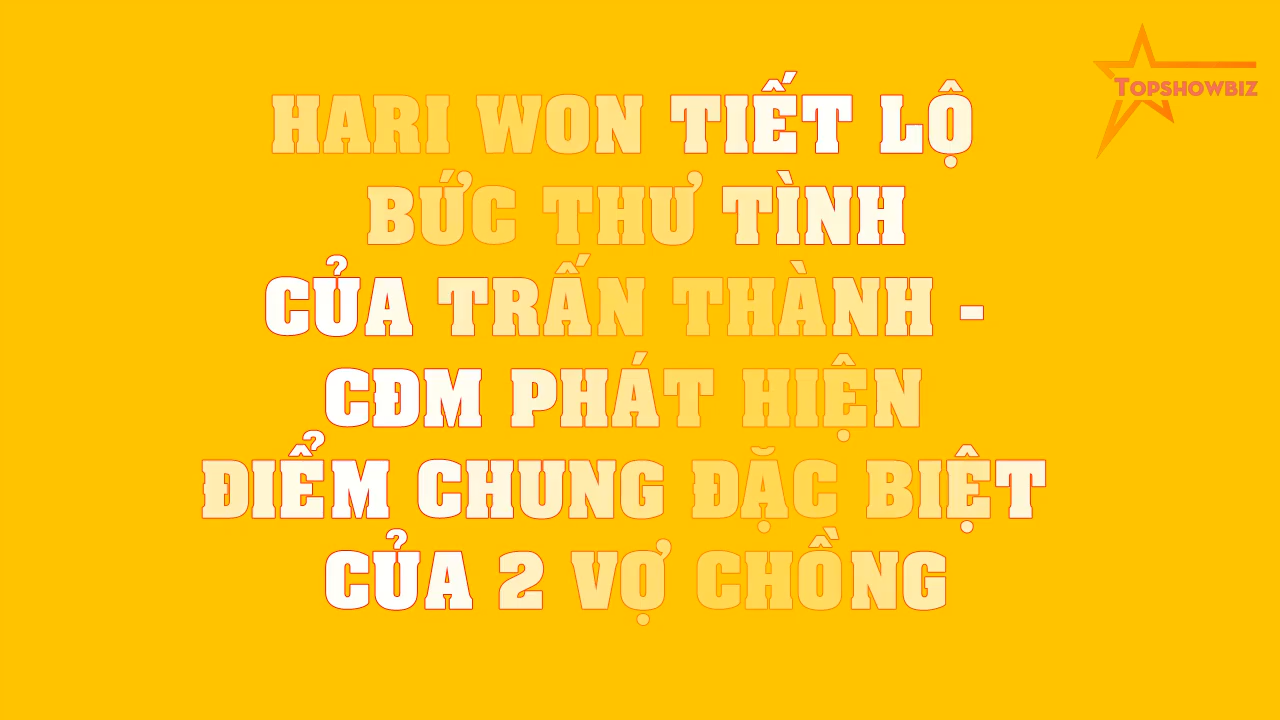 TOPSHOWBIZ
HARI WON TIẾT LỘ
BỨC THƯ TÌNH
CỦA TRẤN THÀNH -
CĐM PHÁT HIỆN
ĐIỂM CHUNG ĐẶC BIỆT
CỦA 2 VỢ CHỒNG